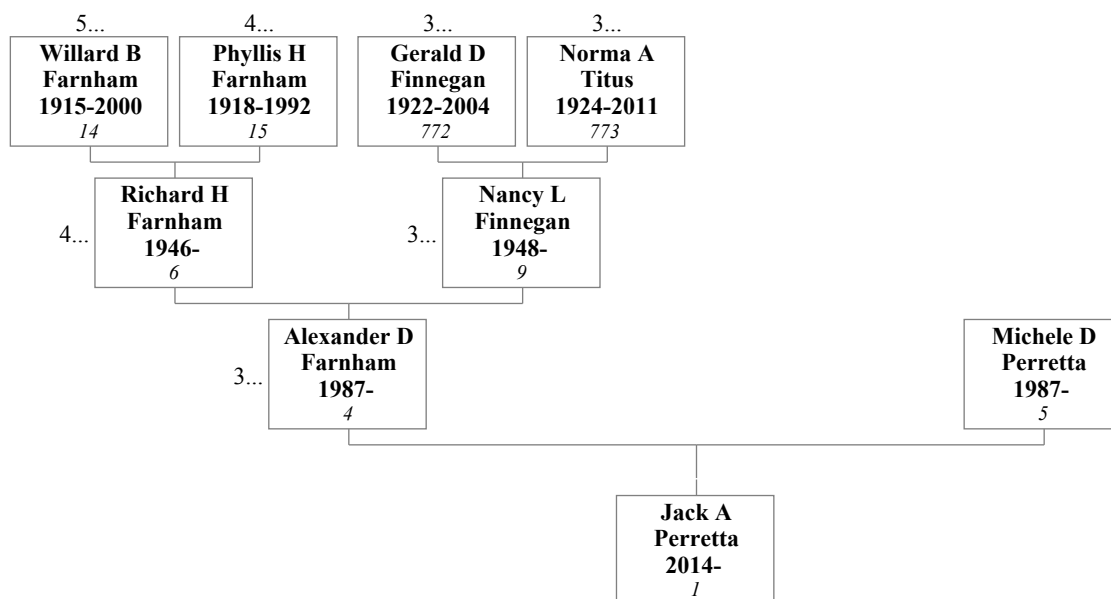 5...
4...
3...
3...
Willard B
Farnham
1915-2000
14
Phyllis H
Farnham
1918-1992
15
Gerald D
Finnegan
1922-2004
772
Norma A
Titus
1924-2011
773
4...
Richard H
Farnham
1946-
6
3...
Nancy L
Finnegan
1948-
9
3...
Alexander D
Farnham
1987-
4
Michele D
Perretta
1987-
5
Jack A
Perretta
2014-
1